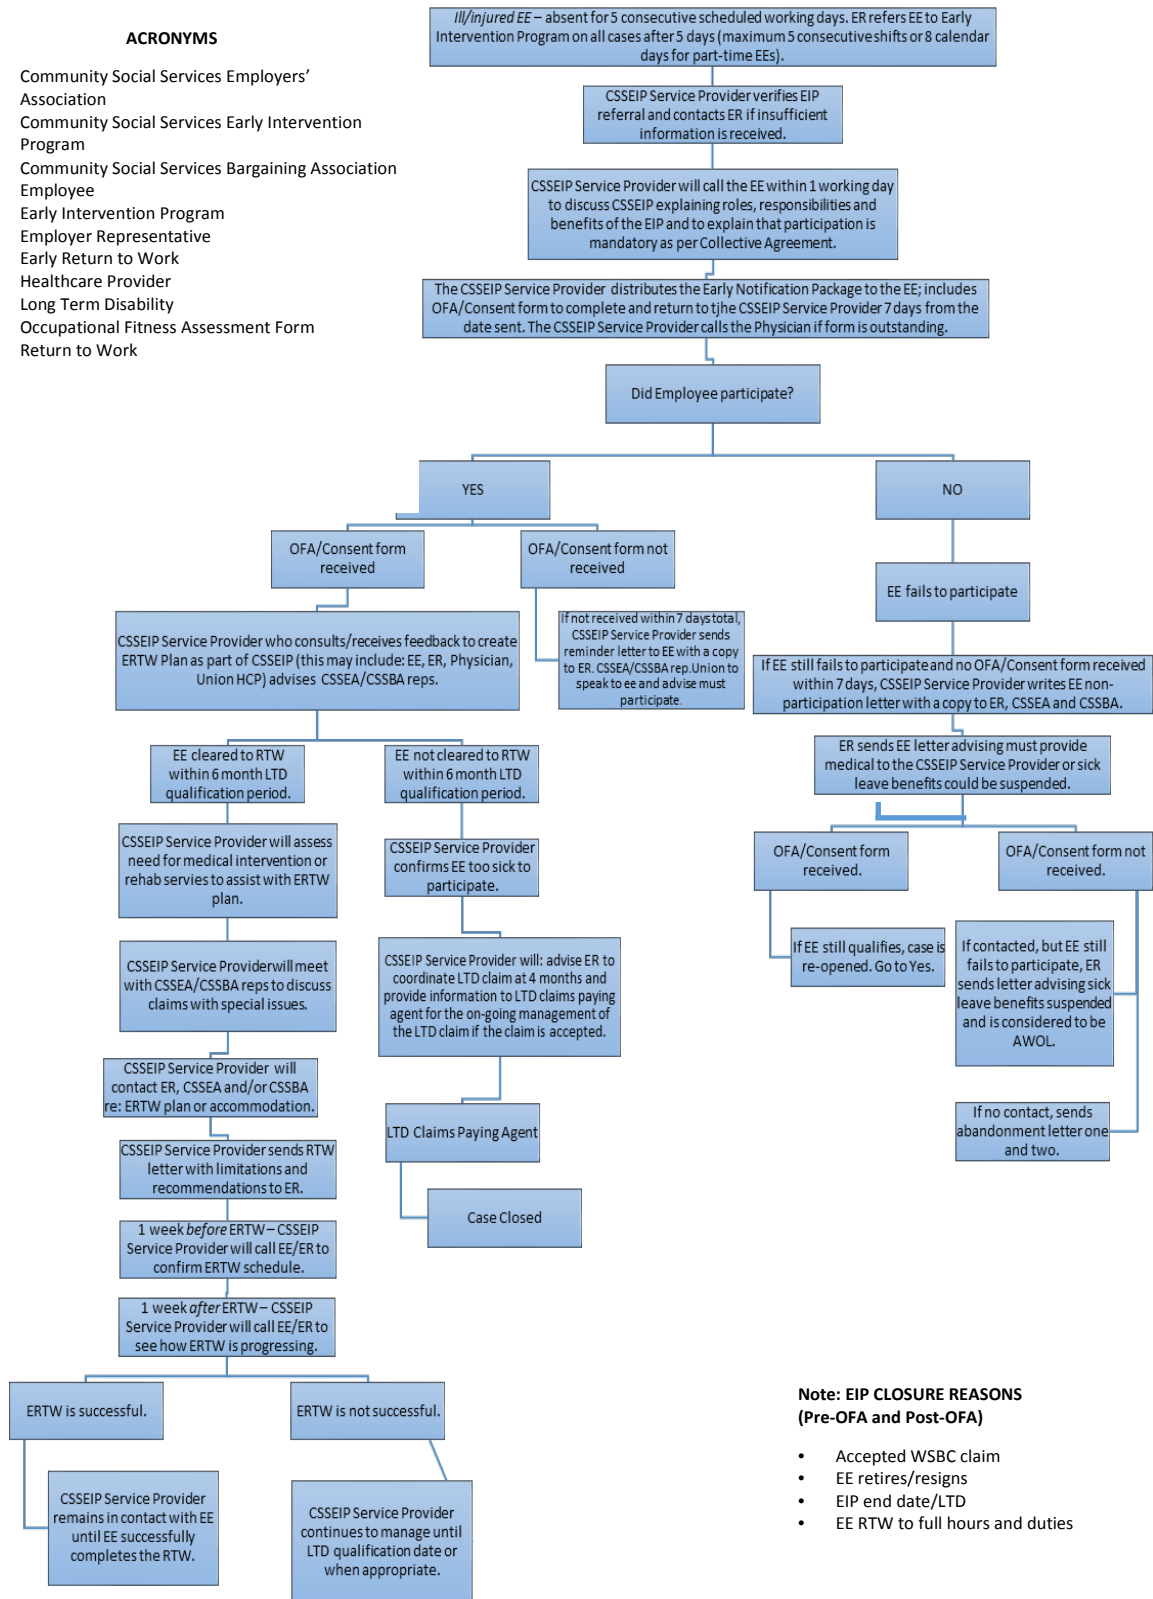 ACRONYMS
Community Social Services Employers’
Association
Community Social Services Early Intervention
Program
Community Social Services Bargaining Association
Employee
Early Intervention Program
Employer Representative
Early Return to Work
Healthcare Provider
Long Term Disability
Occupational Fitness Assessment Form
Return to Work
Ill/injured EE – absent for 5 consecutive scheduled working days. ER refers EE to Early
Intervention Program on all cases after 5 days (maximum 5 consecutive shifts or 8 calendar
days for part-time EEs).
CSSEIP Service Provider verifies EIP
referral and contacts ER if insufficient
information is received.
CSSEIP Service Provider will call the EE within 1 working day
to discuss CSSEIP explaining roles, responsibilities and
benefits of the EIP and to explain that participation is
mandatory as per Collective Agreement.
The CSSEIP Service Provider distributes the Early Notification Package to the EE; includes
OFA/Consent form to complete and return to tjhe CSSEIP Service Provider 7 days from the
date sent. The CSSEIP Service Provider calls the Physician if form is outstanding.
Did Employee participate?
YES
NO
OFA/Consent form
received
OFA/Consent form not
received
EE fails to participate
CSSEIP Service Provider who consults/receives feedback to create
ERTW Plan as part of CSSEIP (this may include: EE, ER, Physician,
Union HCP) advises CSSEA/CSSBA reps.
If not received within 7 days total,
CSSEIP Service Provider sends
reminder letter to EE with a copy
to ER. CSSEA/CSSBA rep.Union to
speak to ee and advise must
participate.
If EE still fails to participate and no OFA/Consent form received
within 7 days, CSSEIP Service Provider writes EE non-
participation letter with a copy to ER, CSSEA and CSSBA.
EE cleared to RTW
within 6 month LTD
qualification period.
EE not cleared to RTW
within 6 month LTD
qualification period.
ER sends EE letter advising must provide
medical to the CSSEIP Service Provider or sick
leave benefits could be suspended.
CSSEIP Service Provider will assess
need for medical intervention or
rehab servies to assist with ERTW
plan.
CSSEIP Service Provider
confirms EE too sick to
participate.
OFA/Consent form
received.
OFA/Consent form not
received.
CSSEIP Service Provider will meet
with CSSEA/CSSBA reps to discuss
claims with special issues.
CSSEIP Service Provider will: advise ER to
coordinate LTD claim at 4 months and
provide information to LTD claims paying
agent for the on-going management of
the LTD claim if the claim is accepted.
If EE still qualifies, case is
re-opened. Go to Yes.
If contacted, but EE still
fails to participate, ER
sends letter advising sick
leave benefits suspended
and is considered to be
AWOL.
CSSEIP Service Provider will
contact ER, CSSEA and/or CSSBA
re: ERTW plan or accommodation.
LTD Claims Paying Agent
If no contact, sends
abandonment letter one
and two.
CSSEIP Service Provider sends RTW
letter with limitations and
recommendations to ER.
Case Closed
1 week before ERTW – CSSEIP
Service Provider will call EE/ER to
confirm ERTW schedule.
1 week after ERTW – CSSEIP
Service Provider will call EE/ER to
see how ERTW is progressing.
ERTW is successful.
ERTW is not successful.
CSSEIP Service Provider
remains in contact with EE
until EE successfully
completes the RTW.
CSSEIP Service Provider
continues to manage until
LTD qualification date or
when appropriate.
Note: EIP CLOSURE REASONS
(Pre-OFA and Post-OFA)
• Accepted WSBC claim
• EE retires/resigns
• EIP end date/LTD
• EE RTW to full hours and duties